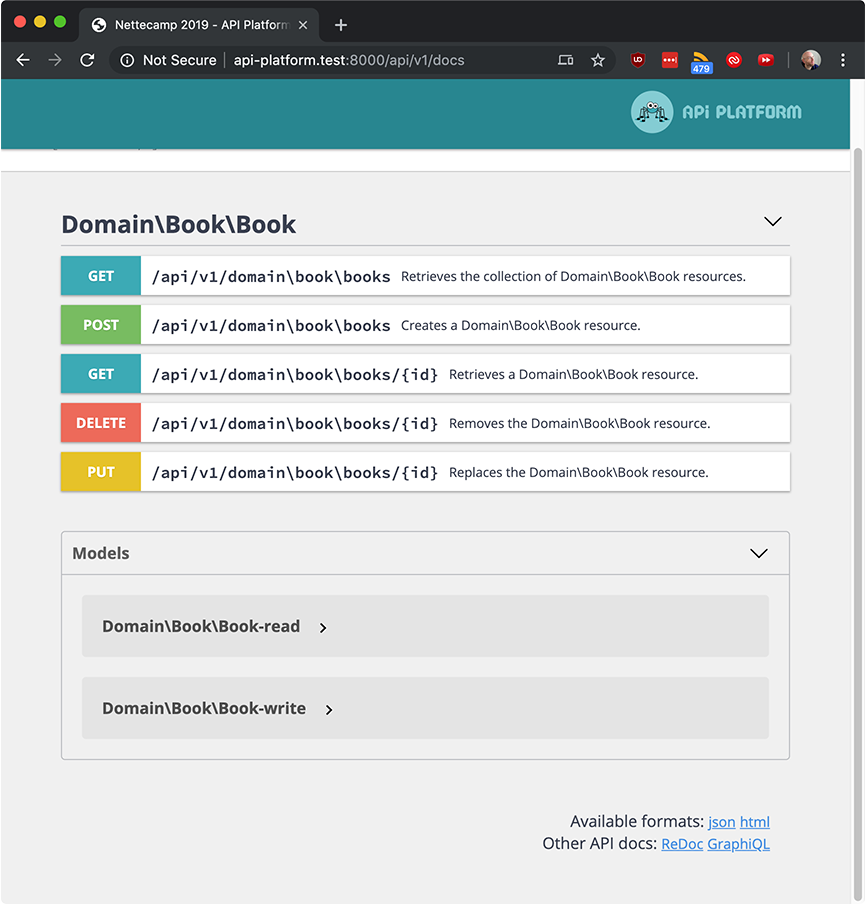 Nettecamp 2019 - API Platform
Not Secure api-platform.test:8000/api/v1/docs
479
API PLATFORM
Domain\Book\Book
GET /api/v1/domain\book\books Retrieves the collection of Domain\Book\Book resources.
POST /api/v1/domain\book\books Creates a Domain\Book\Book resource.
GET /api/v1/domain\book\books/{id} Retrieves a Domain\Book\Book resource.
DELETE /api/v1/domain\book\books/{id} Removes the Domain\Book\Book resource.
PUT /api/v1/domain\book\books/{id} Replaces the Domain\Book\Book resource.
Models
Domain\Book\Book-read
Domain\Book\Book-write
Available formats: json html
Other API docs: ReDoc GraphiQL